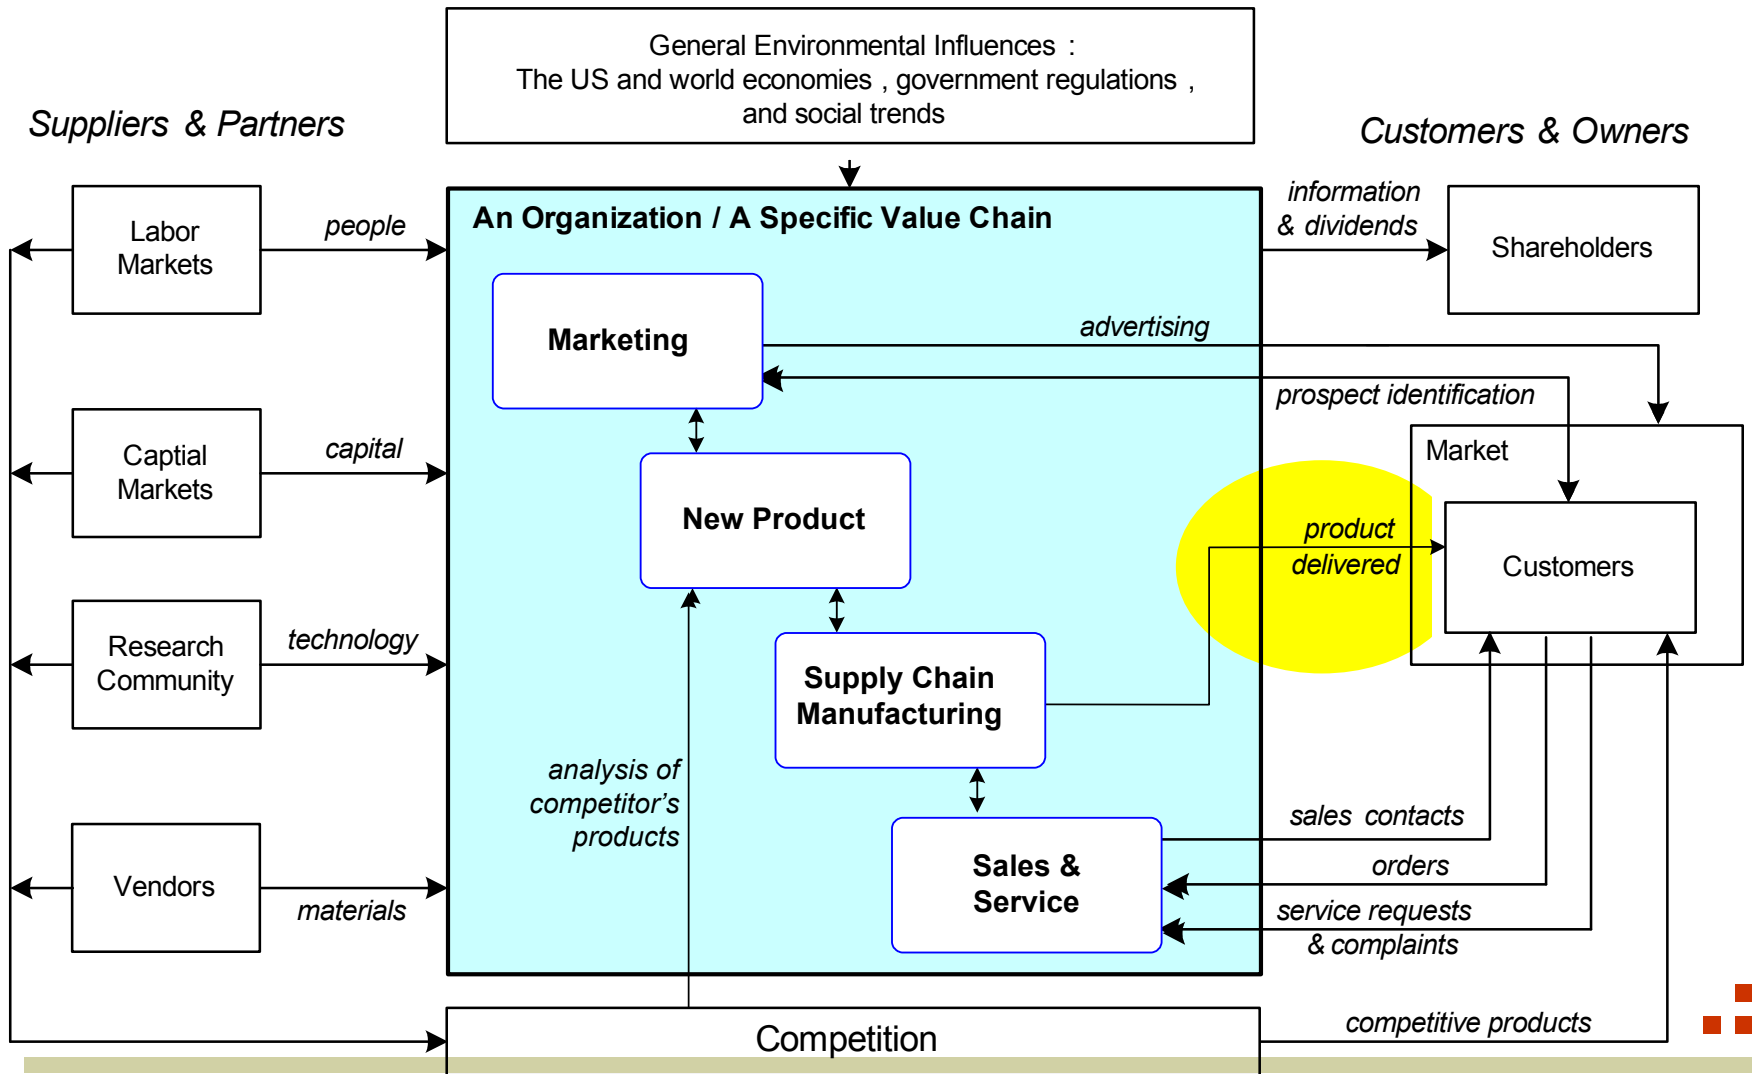 General Environmental Influences :
The US and world economies , government regulations ,
and social trends
Suppliers & Partners
Customers & Owners
Labor
Markets
people
An Organization / A Specific Value Chain
information
& dividends
Shareholders
Marketing
advertising
prospect identification
Captial
Markets
capital
Market
New Product
product
delivered
Customers
Research
Community
technology
Supply Chain
Manufacturing
analysis of
competitor’s
products
Vendors
materials
Sales &
Service
sales contacts
orders
service requests
& complaints
Competition
competitive products